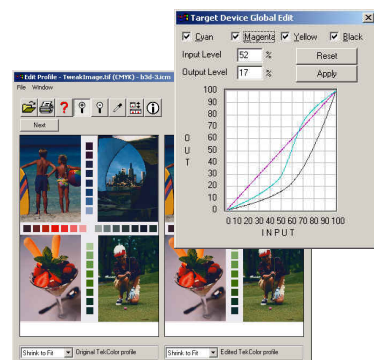 Target Device Global Edit
Cyan Magenta Yellow Black
Input Level 52 % Reset
Output Level 17 % Apply
100
90
80
70
60
50
40
30
20
10
0
O U T
0 10 20 30 40 50 60 70 80 90 100
INPUT
Edit Profile - TweakImage.tif (CMYK) - b3d-3.icm
File Window
Next
Shrink to Fit Original TekColor profile Shrink to Fit Edited TekColor profile